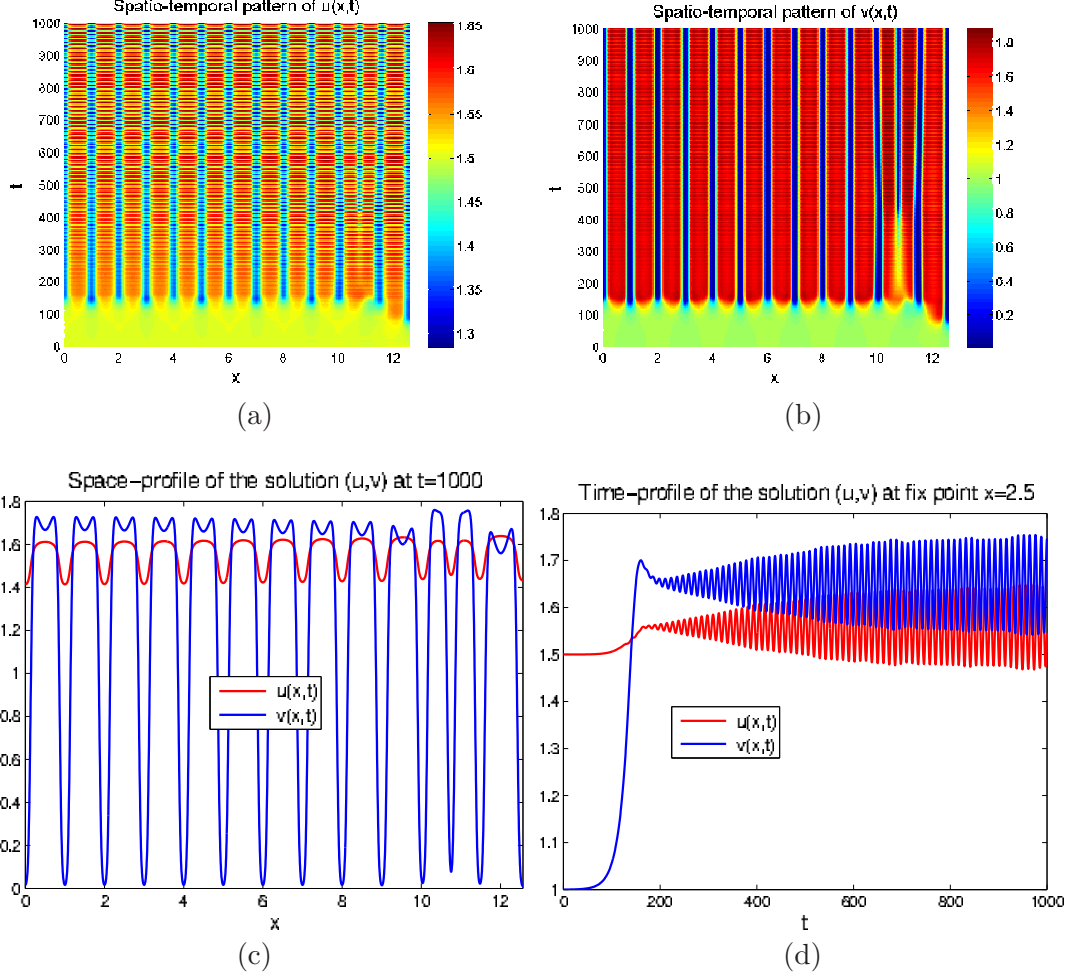 Spatio-temporal pattern of u(x,t)
1000
900
800
700
600
500
400
300
200
100
0
t
0 2 4 6 8 10 12
x
1.65
1.6
1.55
1.5
1.45
1.4
1.35
1.3
(a)
Spatio-temporal pattern of v(x,t)
1000
900
800
700
600
500
400
300
200
100
0
t
0 2 4 6 8 10 12
x
1.8
1.6
1.4
1.2
1
0.8
0.6
0.4
0.2
(b)
Space-profile of the solution (u,v) at t=1000
1.8
1.6
1.4
1.2
1
0.8
0.6
0.4
0.2
0
u(x,t)
v(x,t)
0 2 4 6 8 10 12
x
(c)
Time-profile of the solution (u,v) at fix point x=2.5
1.8
1.7
1.6
1.5
1.4
1.3
1.2
1.1
1
u(x,t)
v(x,t)
0 200 400 600 800 1000
t
(d)